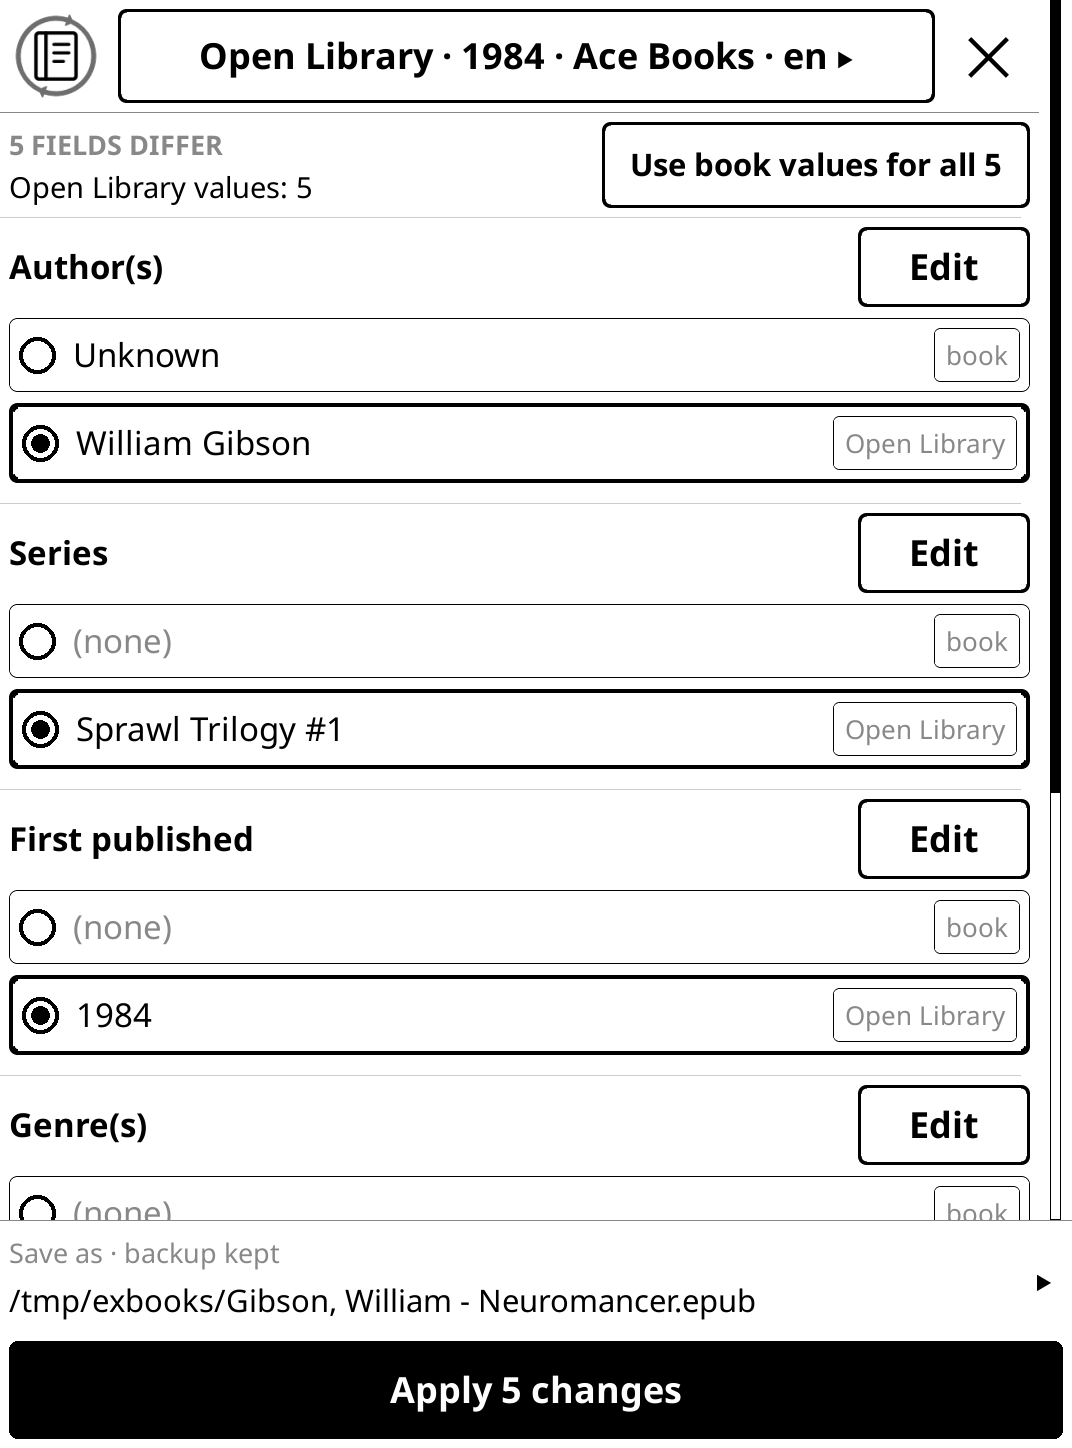 Open Library · 1984 · Ace Books · en ▸
5 FIELDS DIFFER
Open Library values: 5
Use book values for all 5
Author(s)
Edit
Unknown
book
William Gibson
Open Library
Series
Edit
(none)
book
Sprawl Trilogy #1
Open Library
First published
Edit
(none)
book
1984
Open Library
Genre(s)
Edit
(none)
book
Save as · backup kept
/tmp/exbooks/Gibson, William - Neuromancer.epub
Apply 5 changes